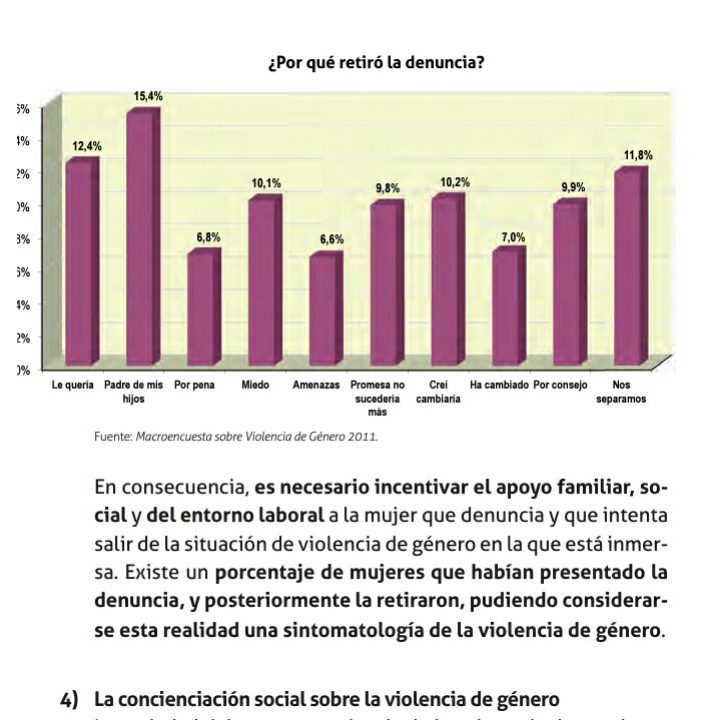 ¿Por qué retiró la denuncia?
15,4%
12,4%
11,8%
10,1%
9,8%
10,2%
9,9%
6,8%
6,6%
7,0%
2%
0%
Le quería Padre de mis Por pena Miedo Amenazas Promesa no Creí Ha cambiado Por consejo Nos
hijos sucedería cambiaría separamos
más
Fuente: Macroencuesta sobre Violencia de Género 2011.
En consecuencia, es necesario incentivar el apoyo familiar, so-
cial y del entorno laboral a la mujer que denuncia y que intenta
salir de la situación de violencia de género en la que está inmer-
sa. Existe un porcentaje de mujeres que habían presentado la
denuncia, y posteriormente la retiraron, pudiendo considerar-
se esta realidad una sintomatología de la violencia de género.
4) La concienciación social sobre la violencia de género